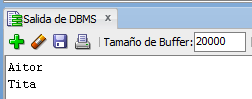 Salida de DBMS x
Tamaño de Buffer: 20000
Aitor
Tita